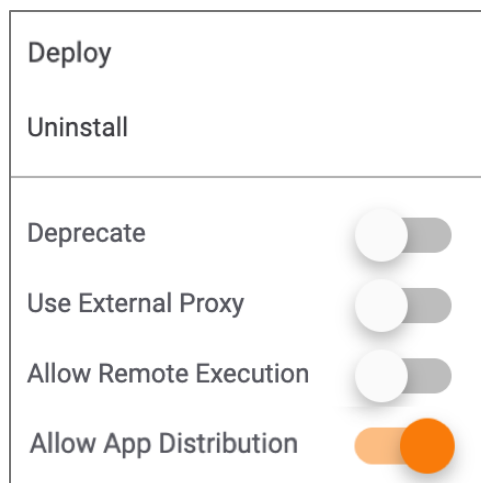 Deploy
Uninstall
Deprecate
Use External Proxy
Allow Remote Execution
Allow App Distribution